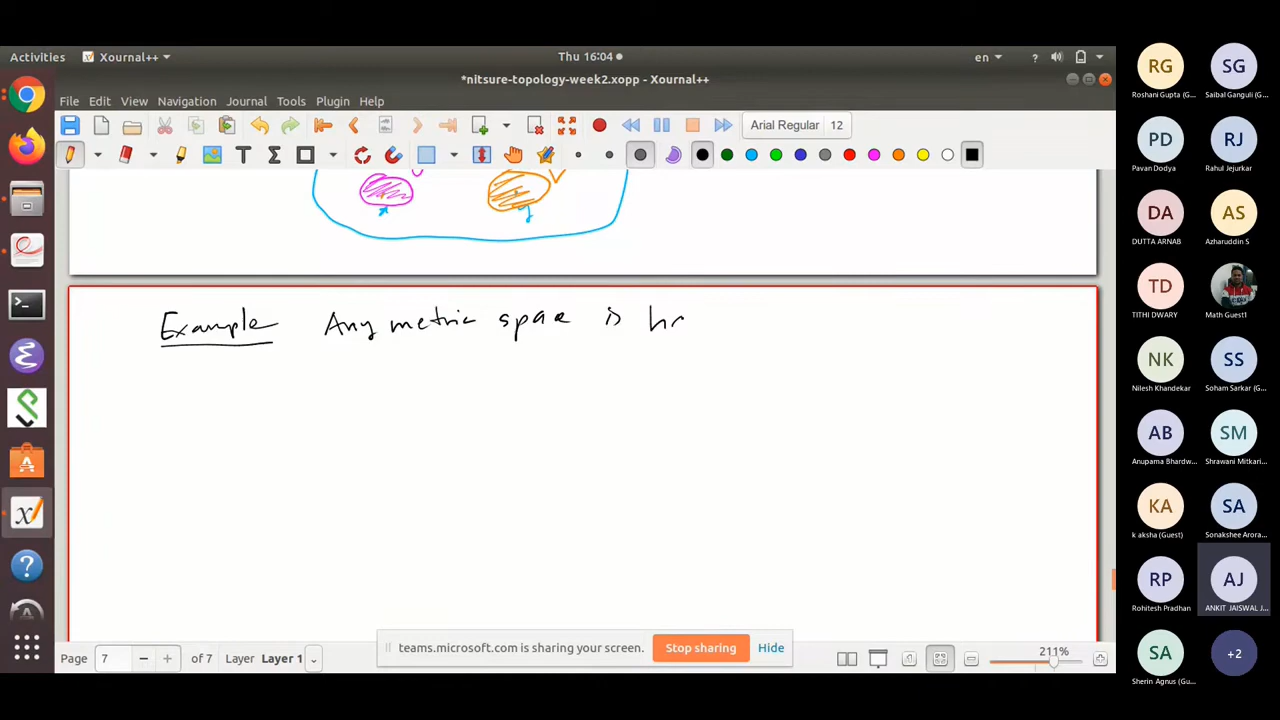 Activities Xournal++ Thu 16:04 en ?
*nitsure-topology-week2.xopp - Xournal++
File Edit View Navigation Journal Tools Plugin Help
Arial Regular 12
Example Any metric space is
teams.microsoft.com is sharing your screen. Stop sharing Hide
Page 7 of 7 Layer Layer 1 211%
RG
Roshani Gupta (G...
SG
Saibal Ganguli (G...
PD
Pavan Dodya
RJ
Rahul Jejurkar
DA
DUTTA ARNAB
AS
Azharuddin S
TD
TITHI DWARY
Math Guest1
NK
Nilesh Khandekar
SS
Soham Sarkar (G...
AB
Anupama Bhardw...
SM
Shrawani Mitkari...
KA
k aksha (Guest)
SA
Sonakshee Arora...
RP
Rohitesh Pradhan
AJ
ANKIT JAISWAL J...
SA
Sherin Agnus (Gu...
+2